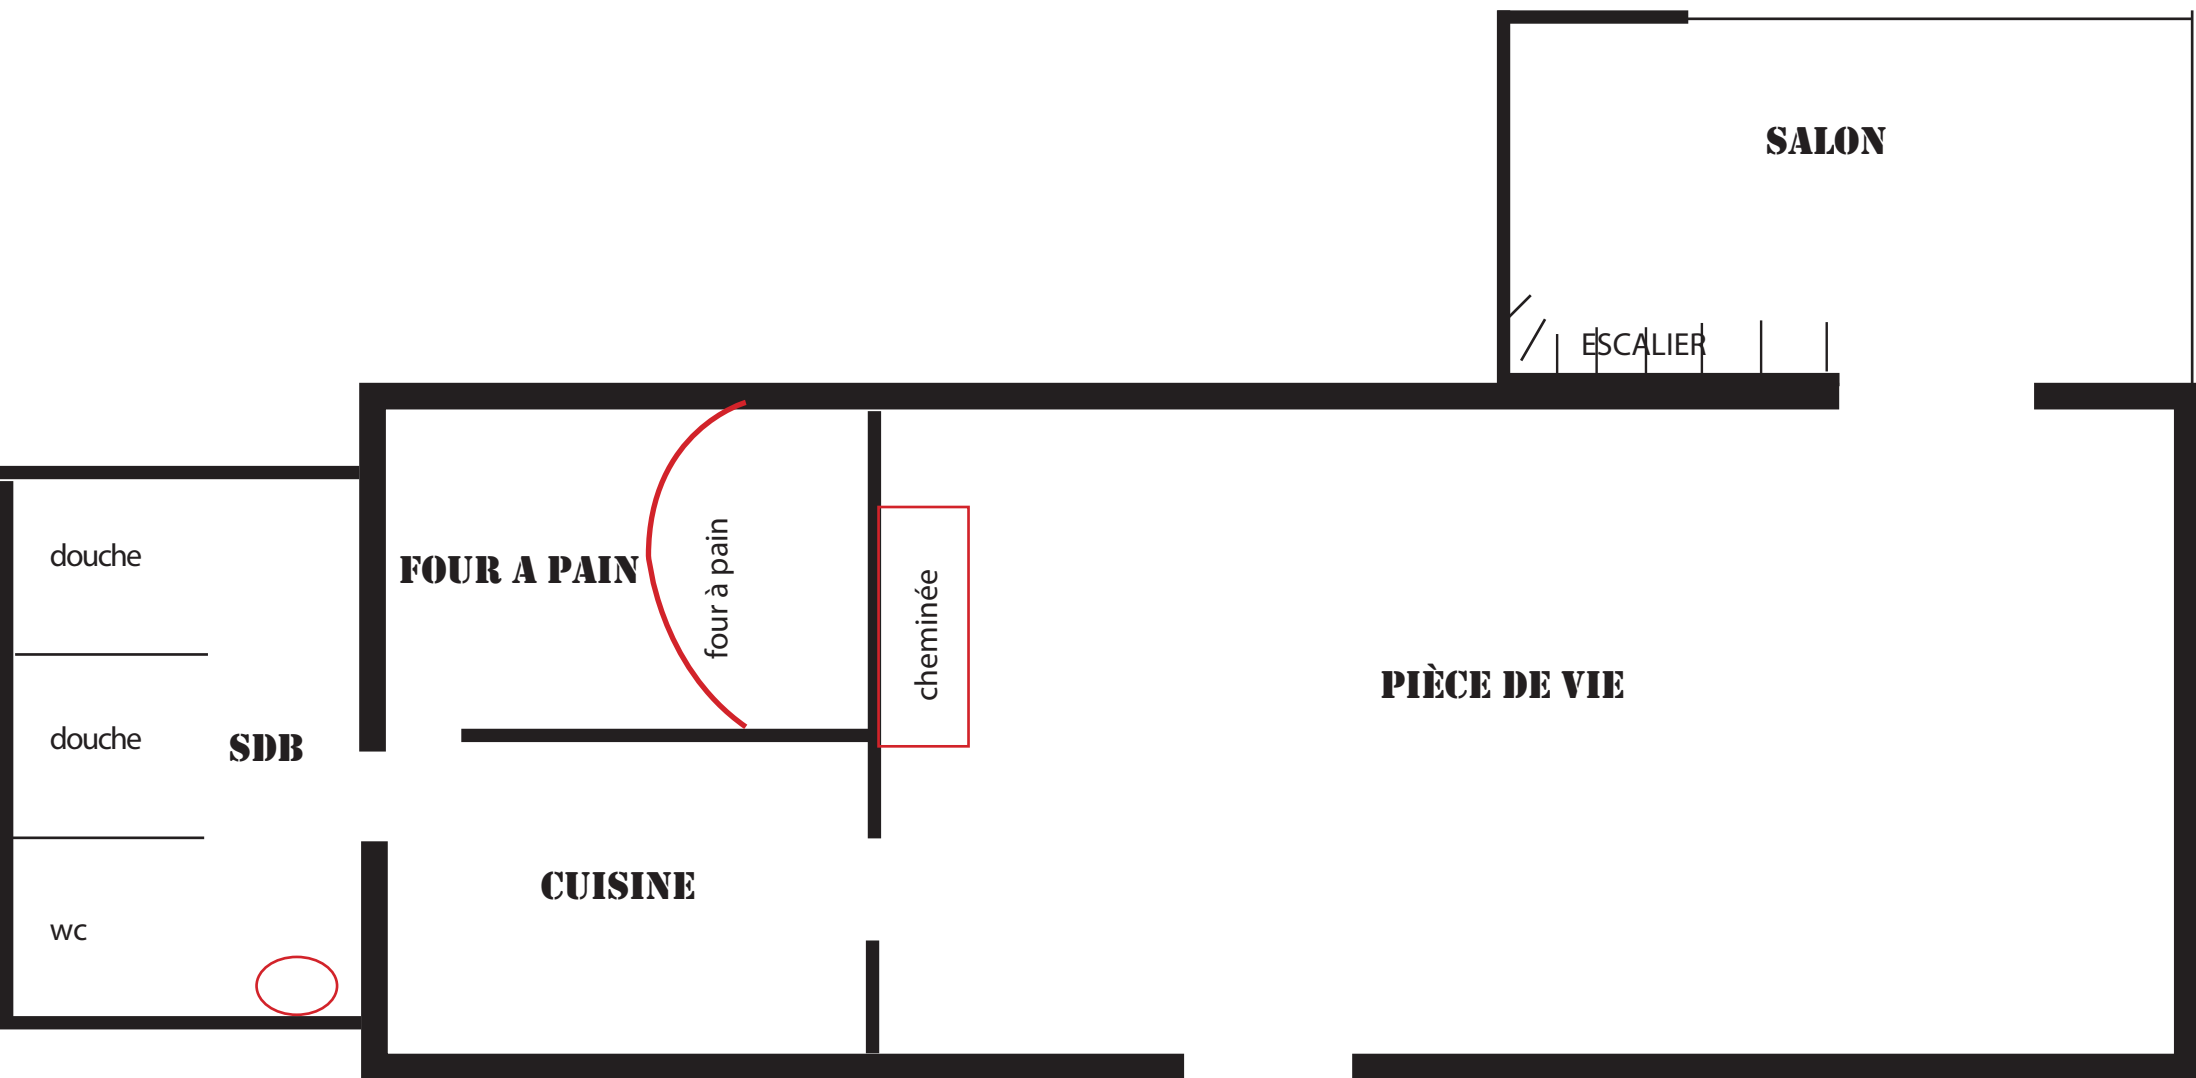 SALON
ESCALIER
douche
FOUR A PAIN
four à pain
cheminée
PIÈCE DE VIE
douche
SDB
CUISINE
wc